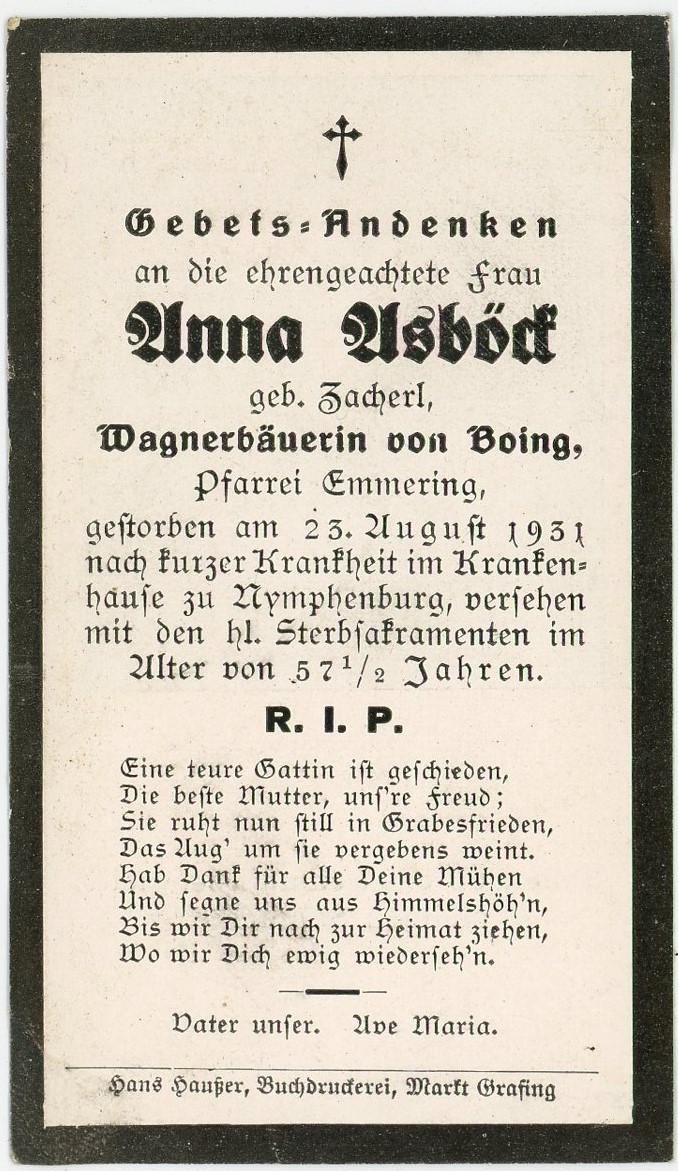 Gebets-Andenken
an die ehrengeachtete Frau
Anna Asböck
geb. Zacherl,
Wagnerbäuerin von Boing,
Pfarrei Emmering,
gestorben am 23. August 1931
nach kurzer Krankheit im Kranken-
hause zu Nymphenburg, versehen
mit den hl. Sterbsakramenten im
Alter von 57 1/2 Jahren.
R. I. P.
Eine teure Gattin ist geschieden,
Die beste Mutter, uns're Freud;
Sie ruht nun still in Grabesfrieden,
Das Aug' um sie vergebens weint.
Hab Dank für alle Deine Mühen
Und segne uns aus Himmelshöh'n,
Bis wir Dir nach zur Heimat ziehen,
Wo wir Dich ewig wiederseh'n.
Vater unser. Ave Maria.
Hans Haußer, Buchdruckerei, Markt Grafing